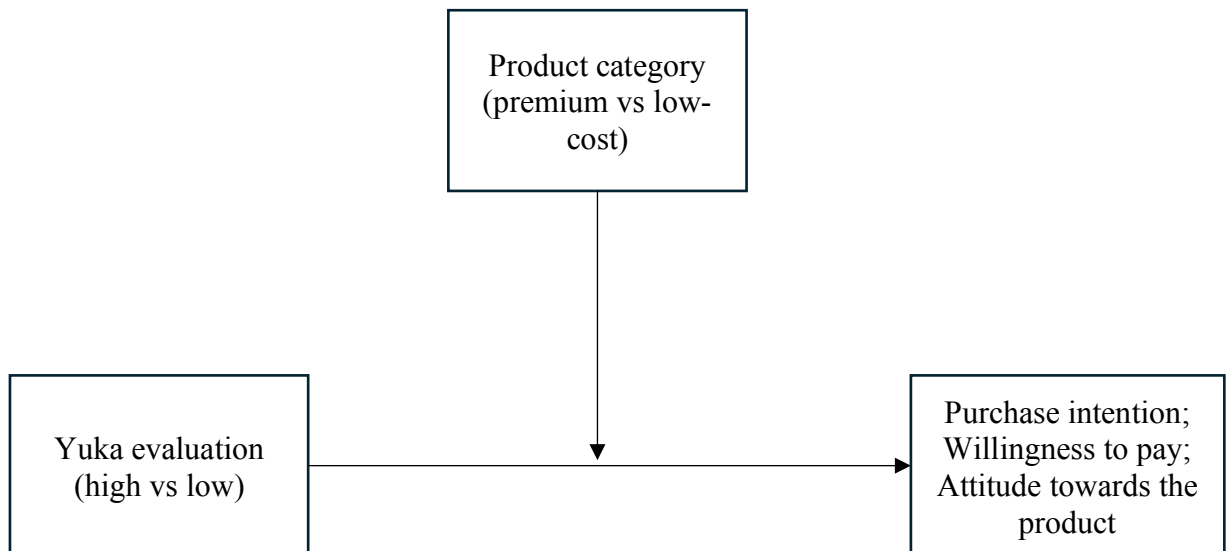 Product category
(premium vs low-
cost)
Yuka evaluation
(high vs low)
Purchase intention;
Willingness to pay;
Attitude towards the
product